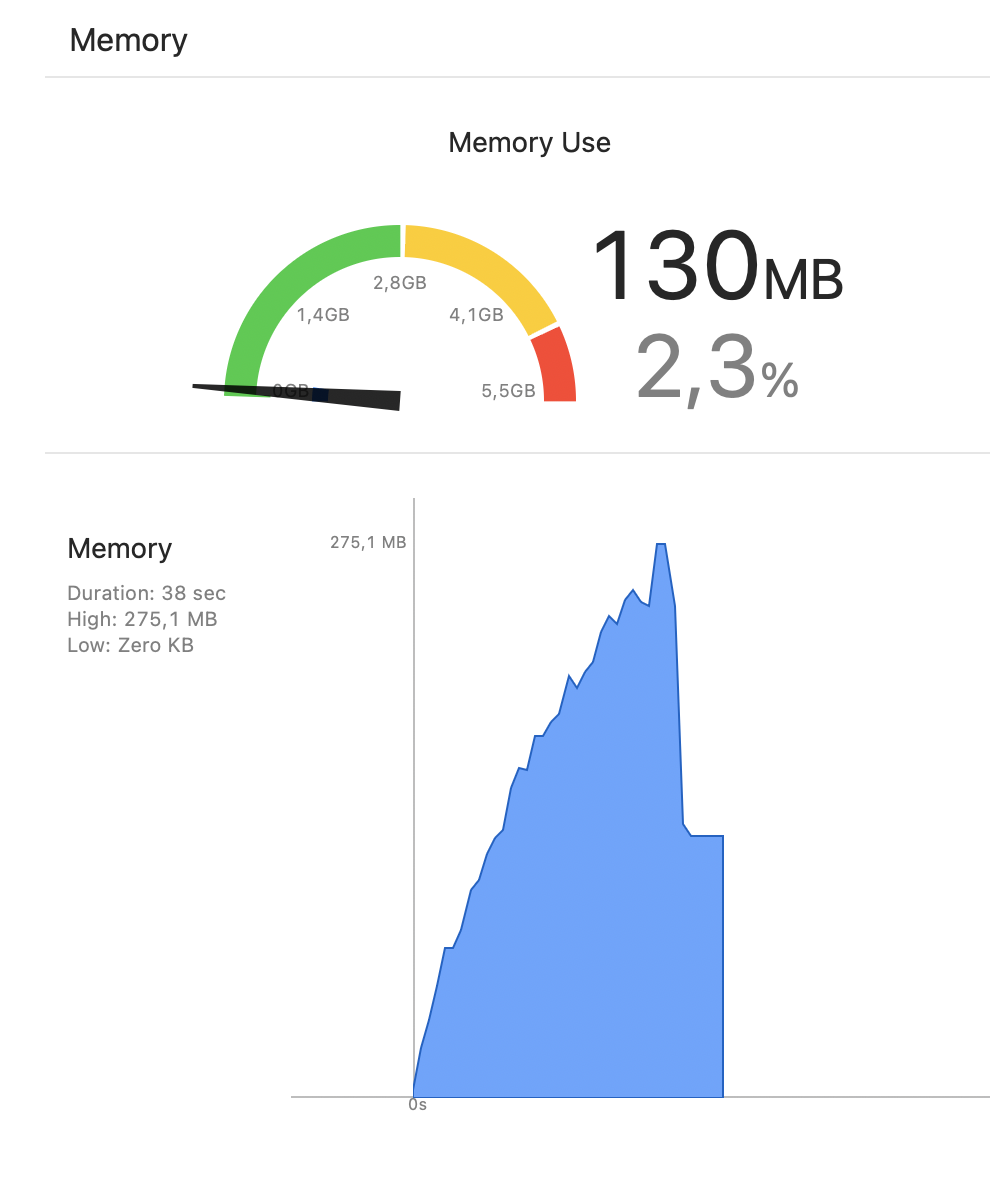 Memory
Memory Use
130MB
2,3%
2,8GB
1,4GB
4,1GB
0GB
5,5GB
Memory
Duration: 38 sec
High: 275,1 MB
Low: Zero KB
275,1 MB
0s